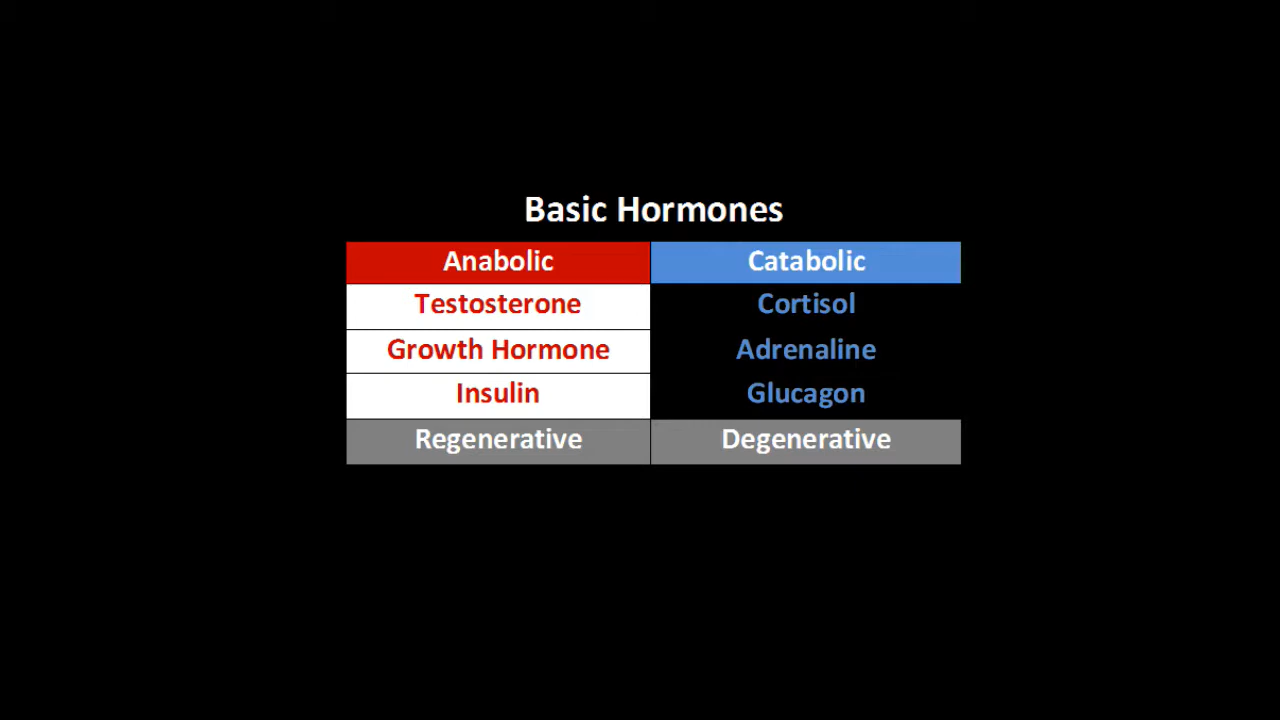 Basic Hormones
Anabolic Catabolic
Testosterone Cortisol
Growth Hormone Adrenaline
Insulin Glucagon
Regenerative Degenerative